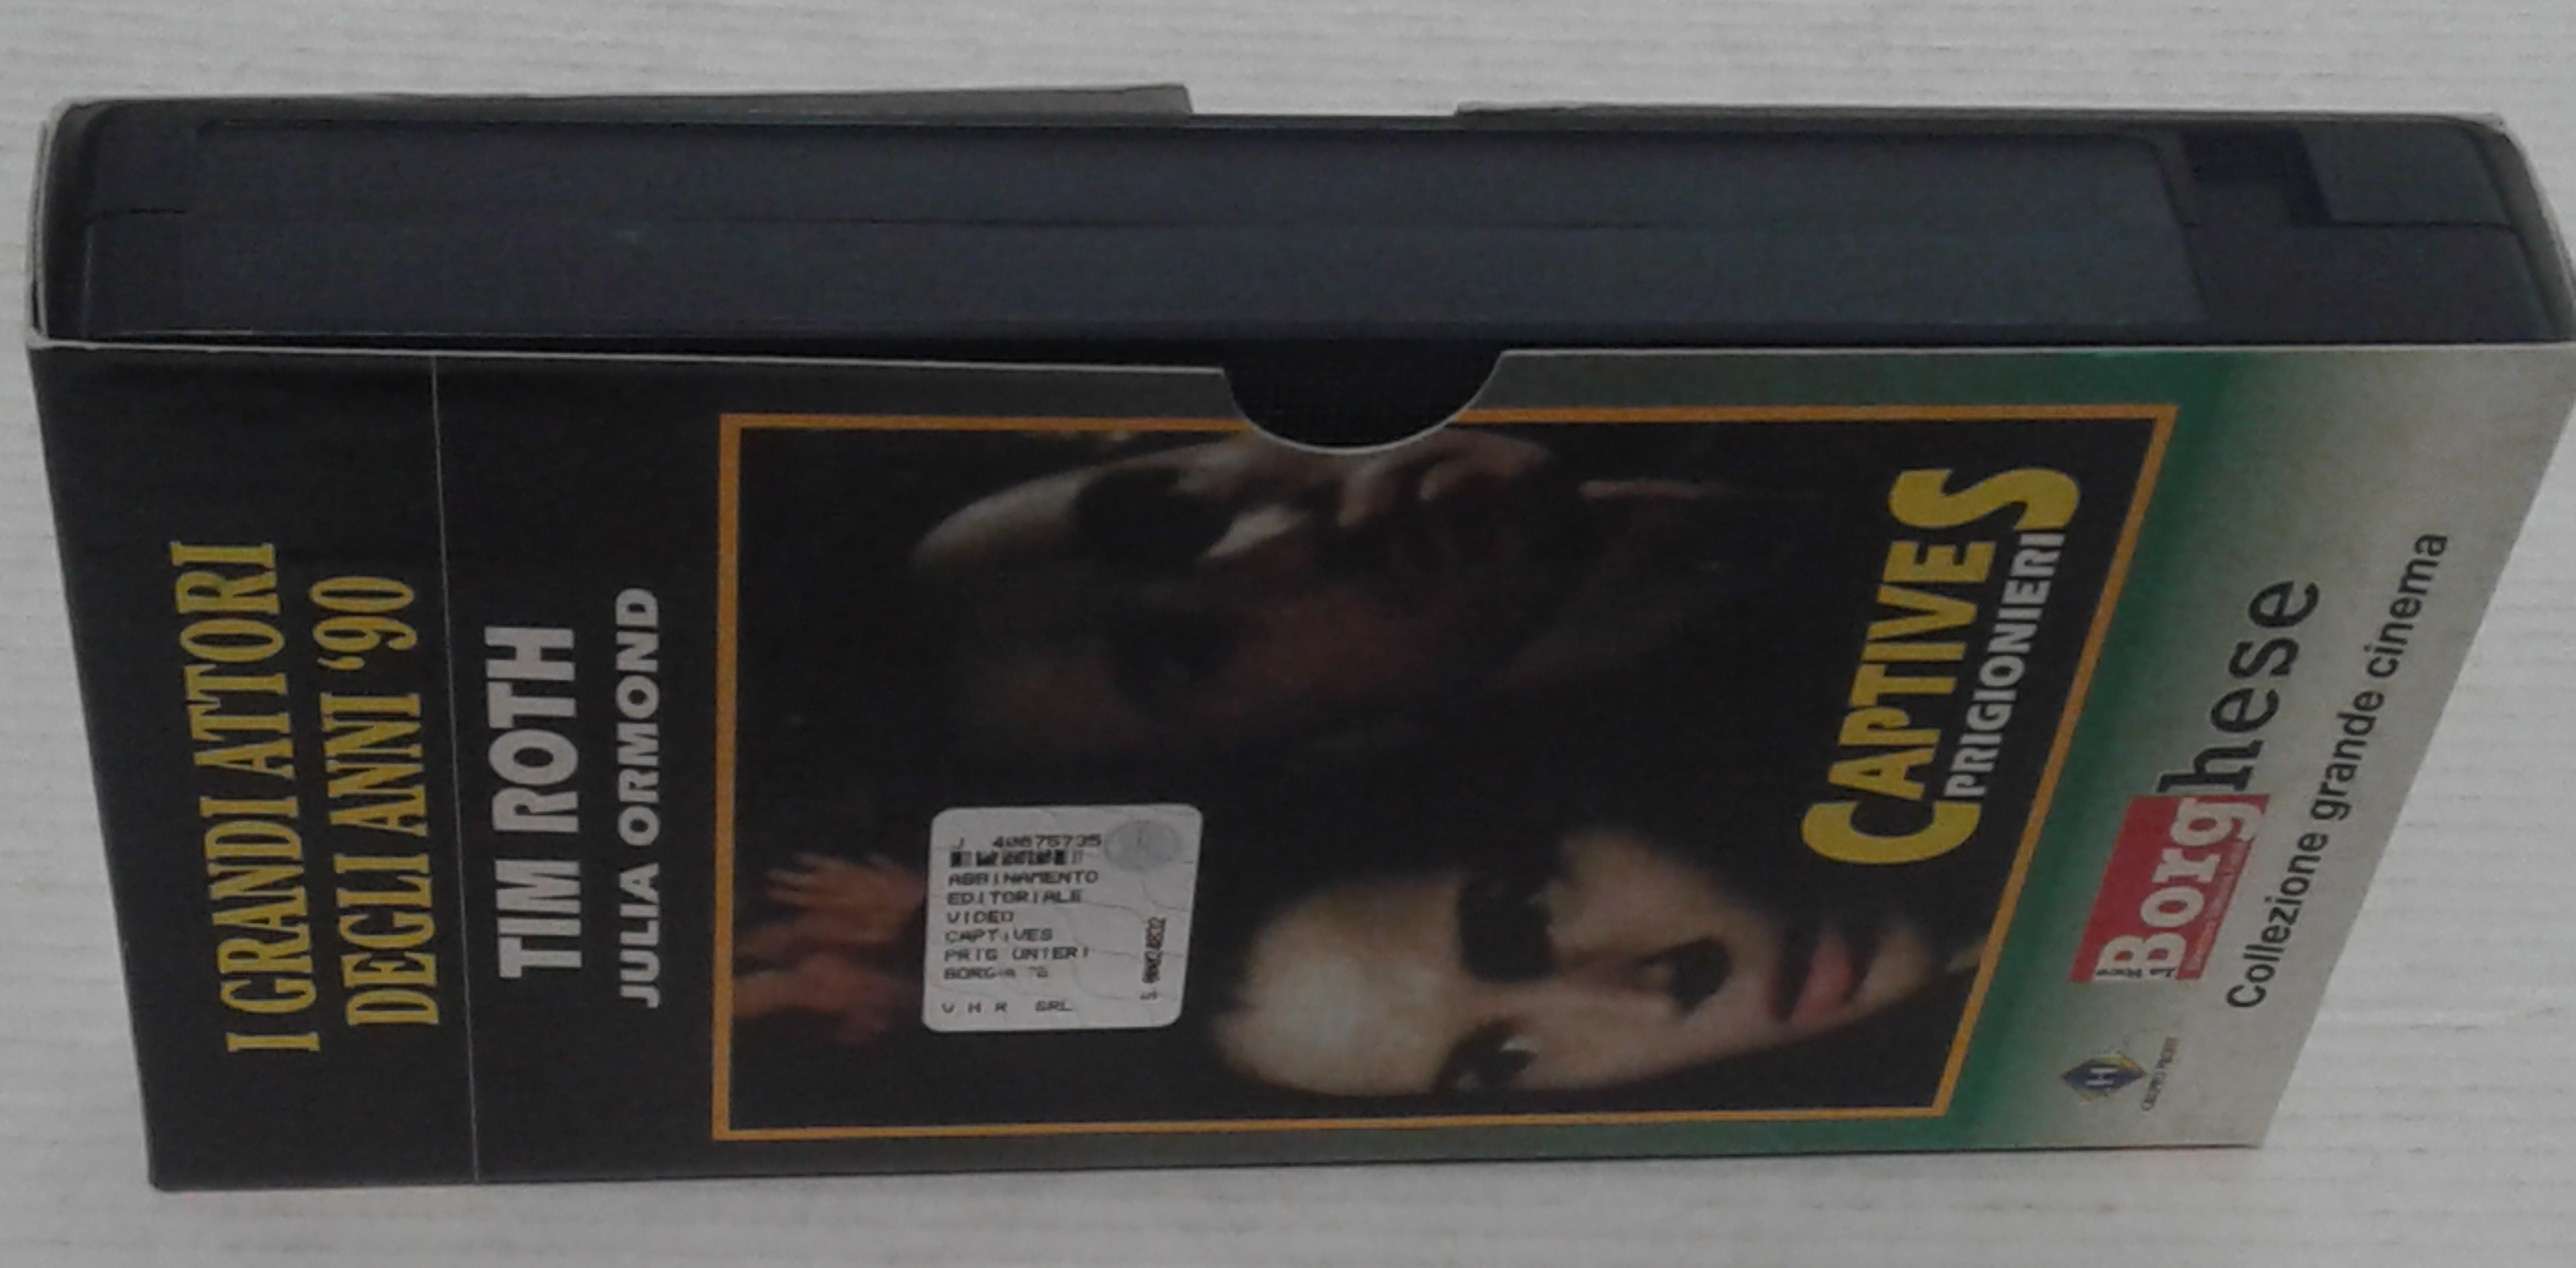 I GRANDI ATTORI
DEGLI ANNI ‘90
TIM ROTH
JULIA ORMOND
J 40675735
ABBINAMENTO
EDITORIALE
VIDEO
CAPTIVES
V H R SRL
CAPTIVES
PRIGIONIERI
Borghese
Collezione grande cinema